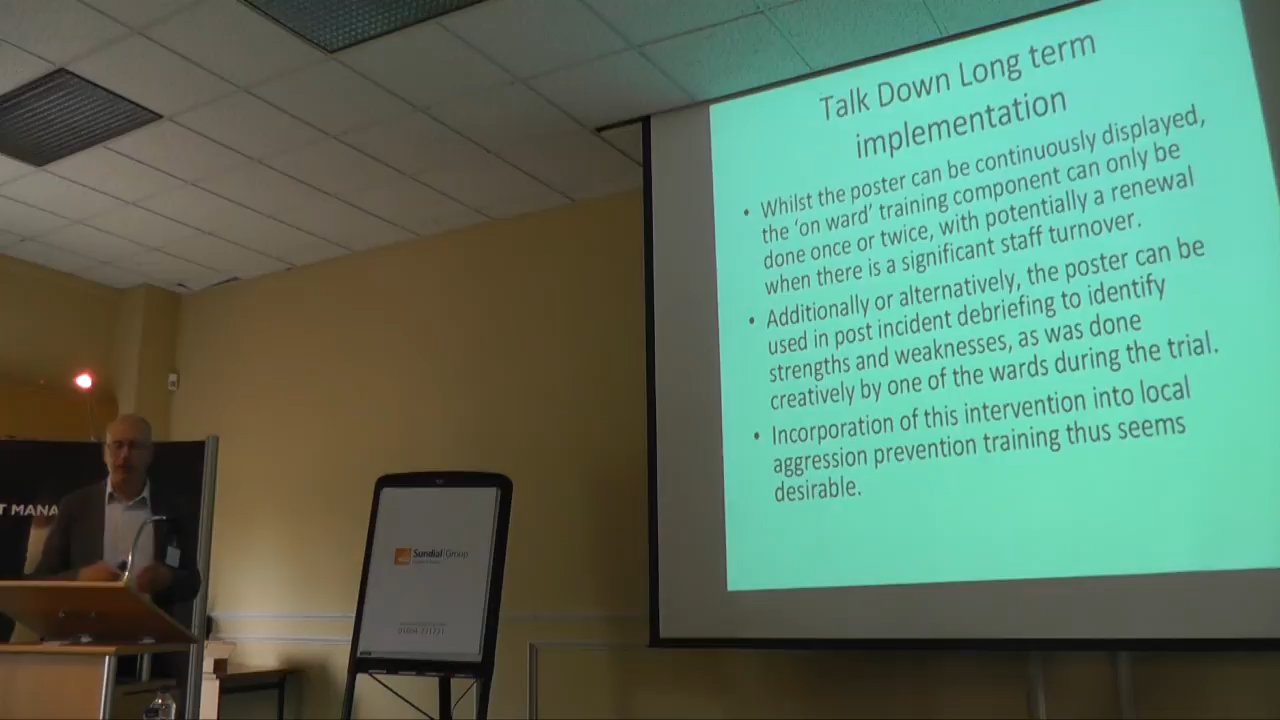 Talk Down Long term
implementation
• Whilst the poster can be continuously displayed,
the ‘on ward’ training component can only be
done once or twice, with potentially a renewal
when there is a significant staff turnover.
• Additionally or alternatively, the poster can be
used in post incident debriefing to identify
strengths and weaknesses, as was done
creatively by one of the wards during the trial.
• Incorporation of this intervention into local
aggression prevention training thus seems
desirable.
T MANA
Sundial Group